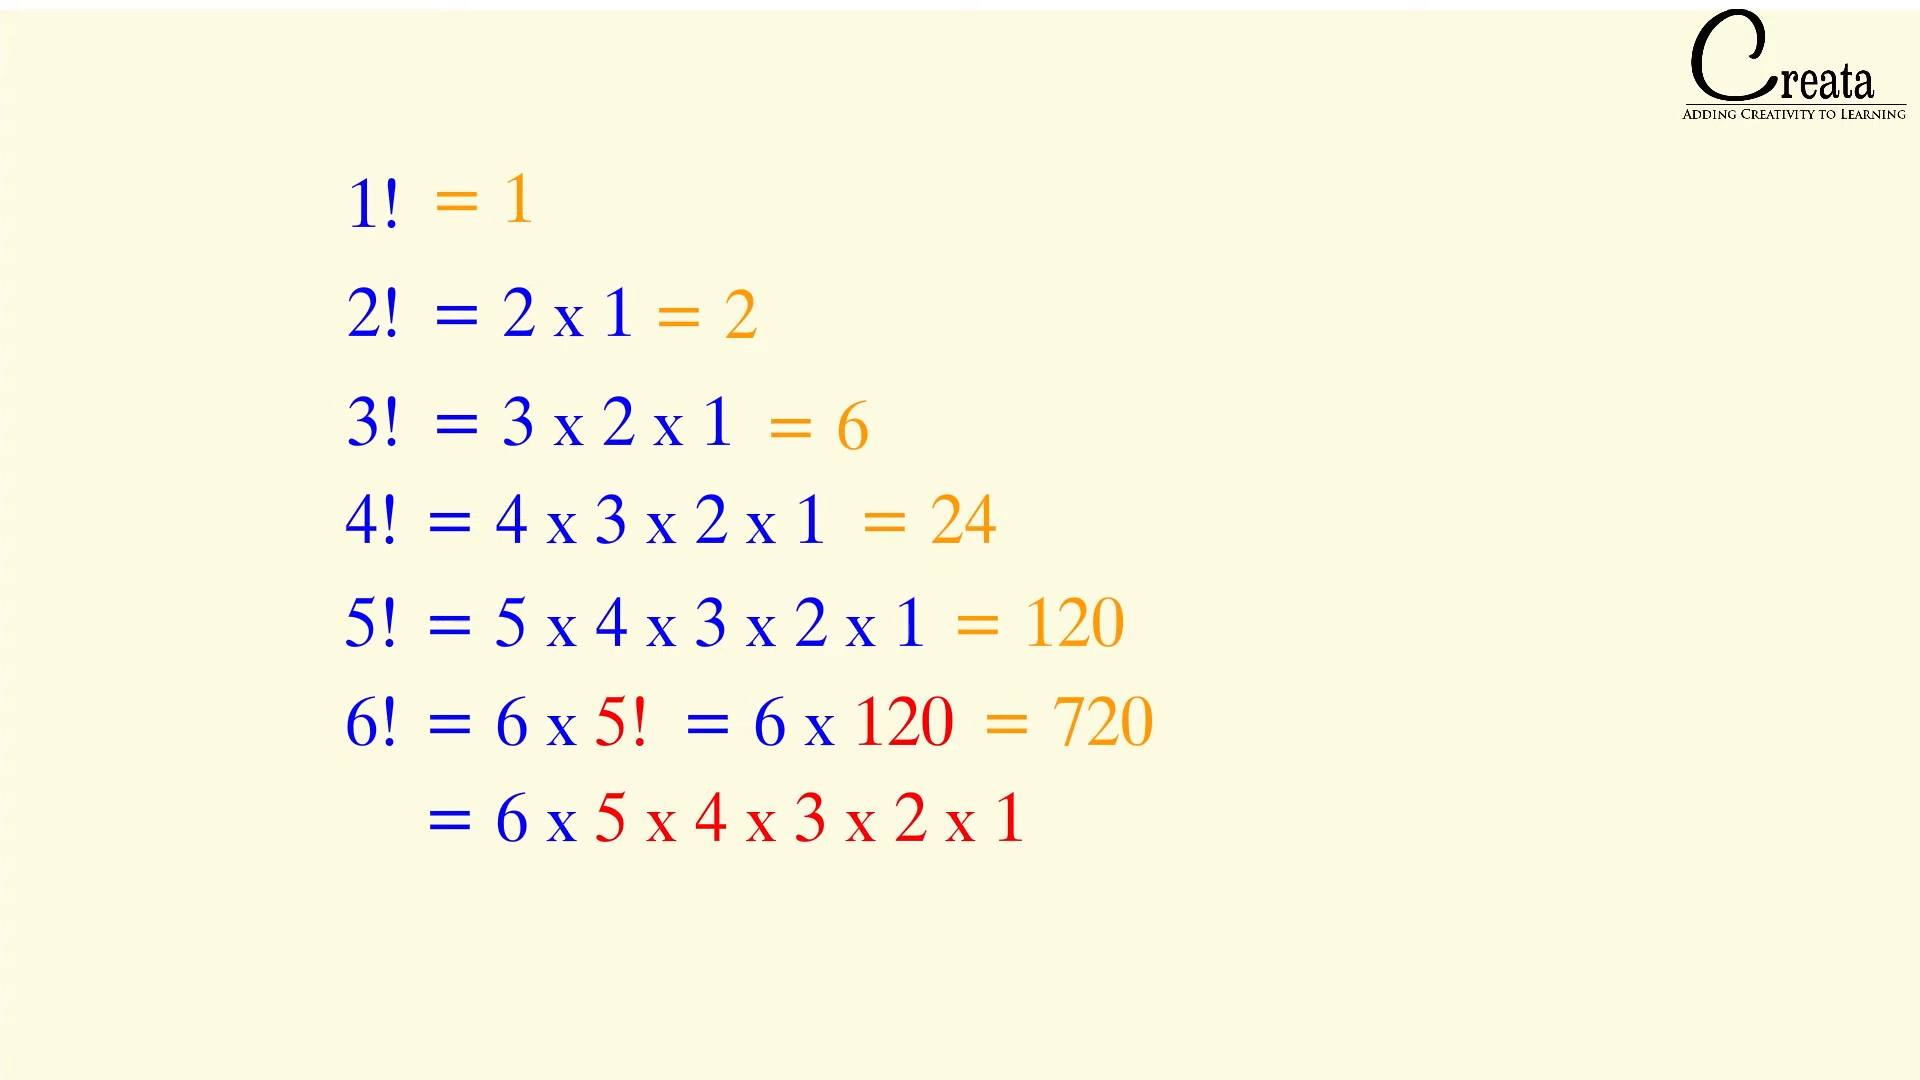 Creata
ADDING CREATIVITY TO LEARNING
1! = 1
2! = 2 x 1 = 2
3! = 3 x 2 x 1 = 6
4! = 4 x 3 x 2 x 1 = 24
5! = 5 x 4 x 3 x 2 x 1 = 120
6! = 6 x 5! = 6 x 120 = 720
= 6 x 5 x 4 x 3 x 2 x 1